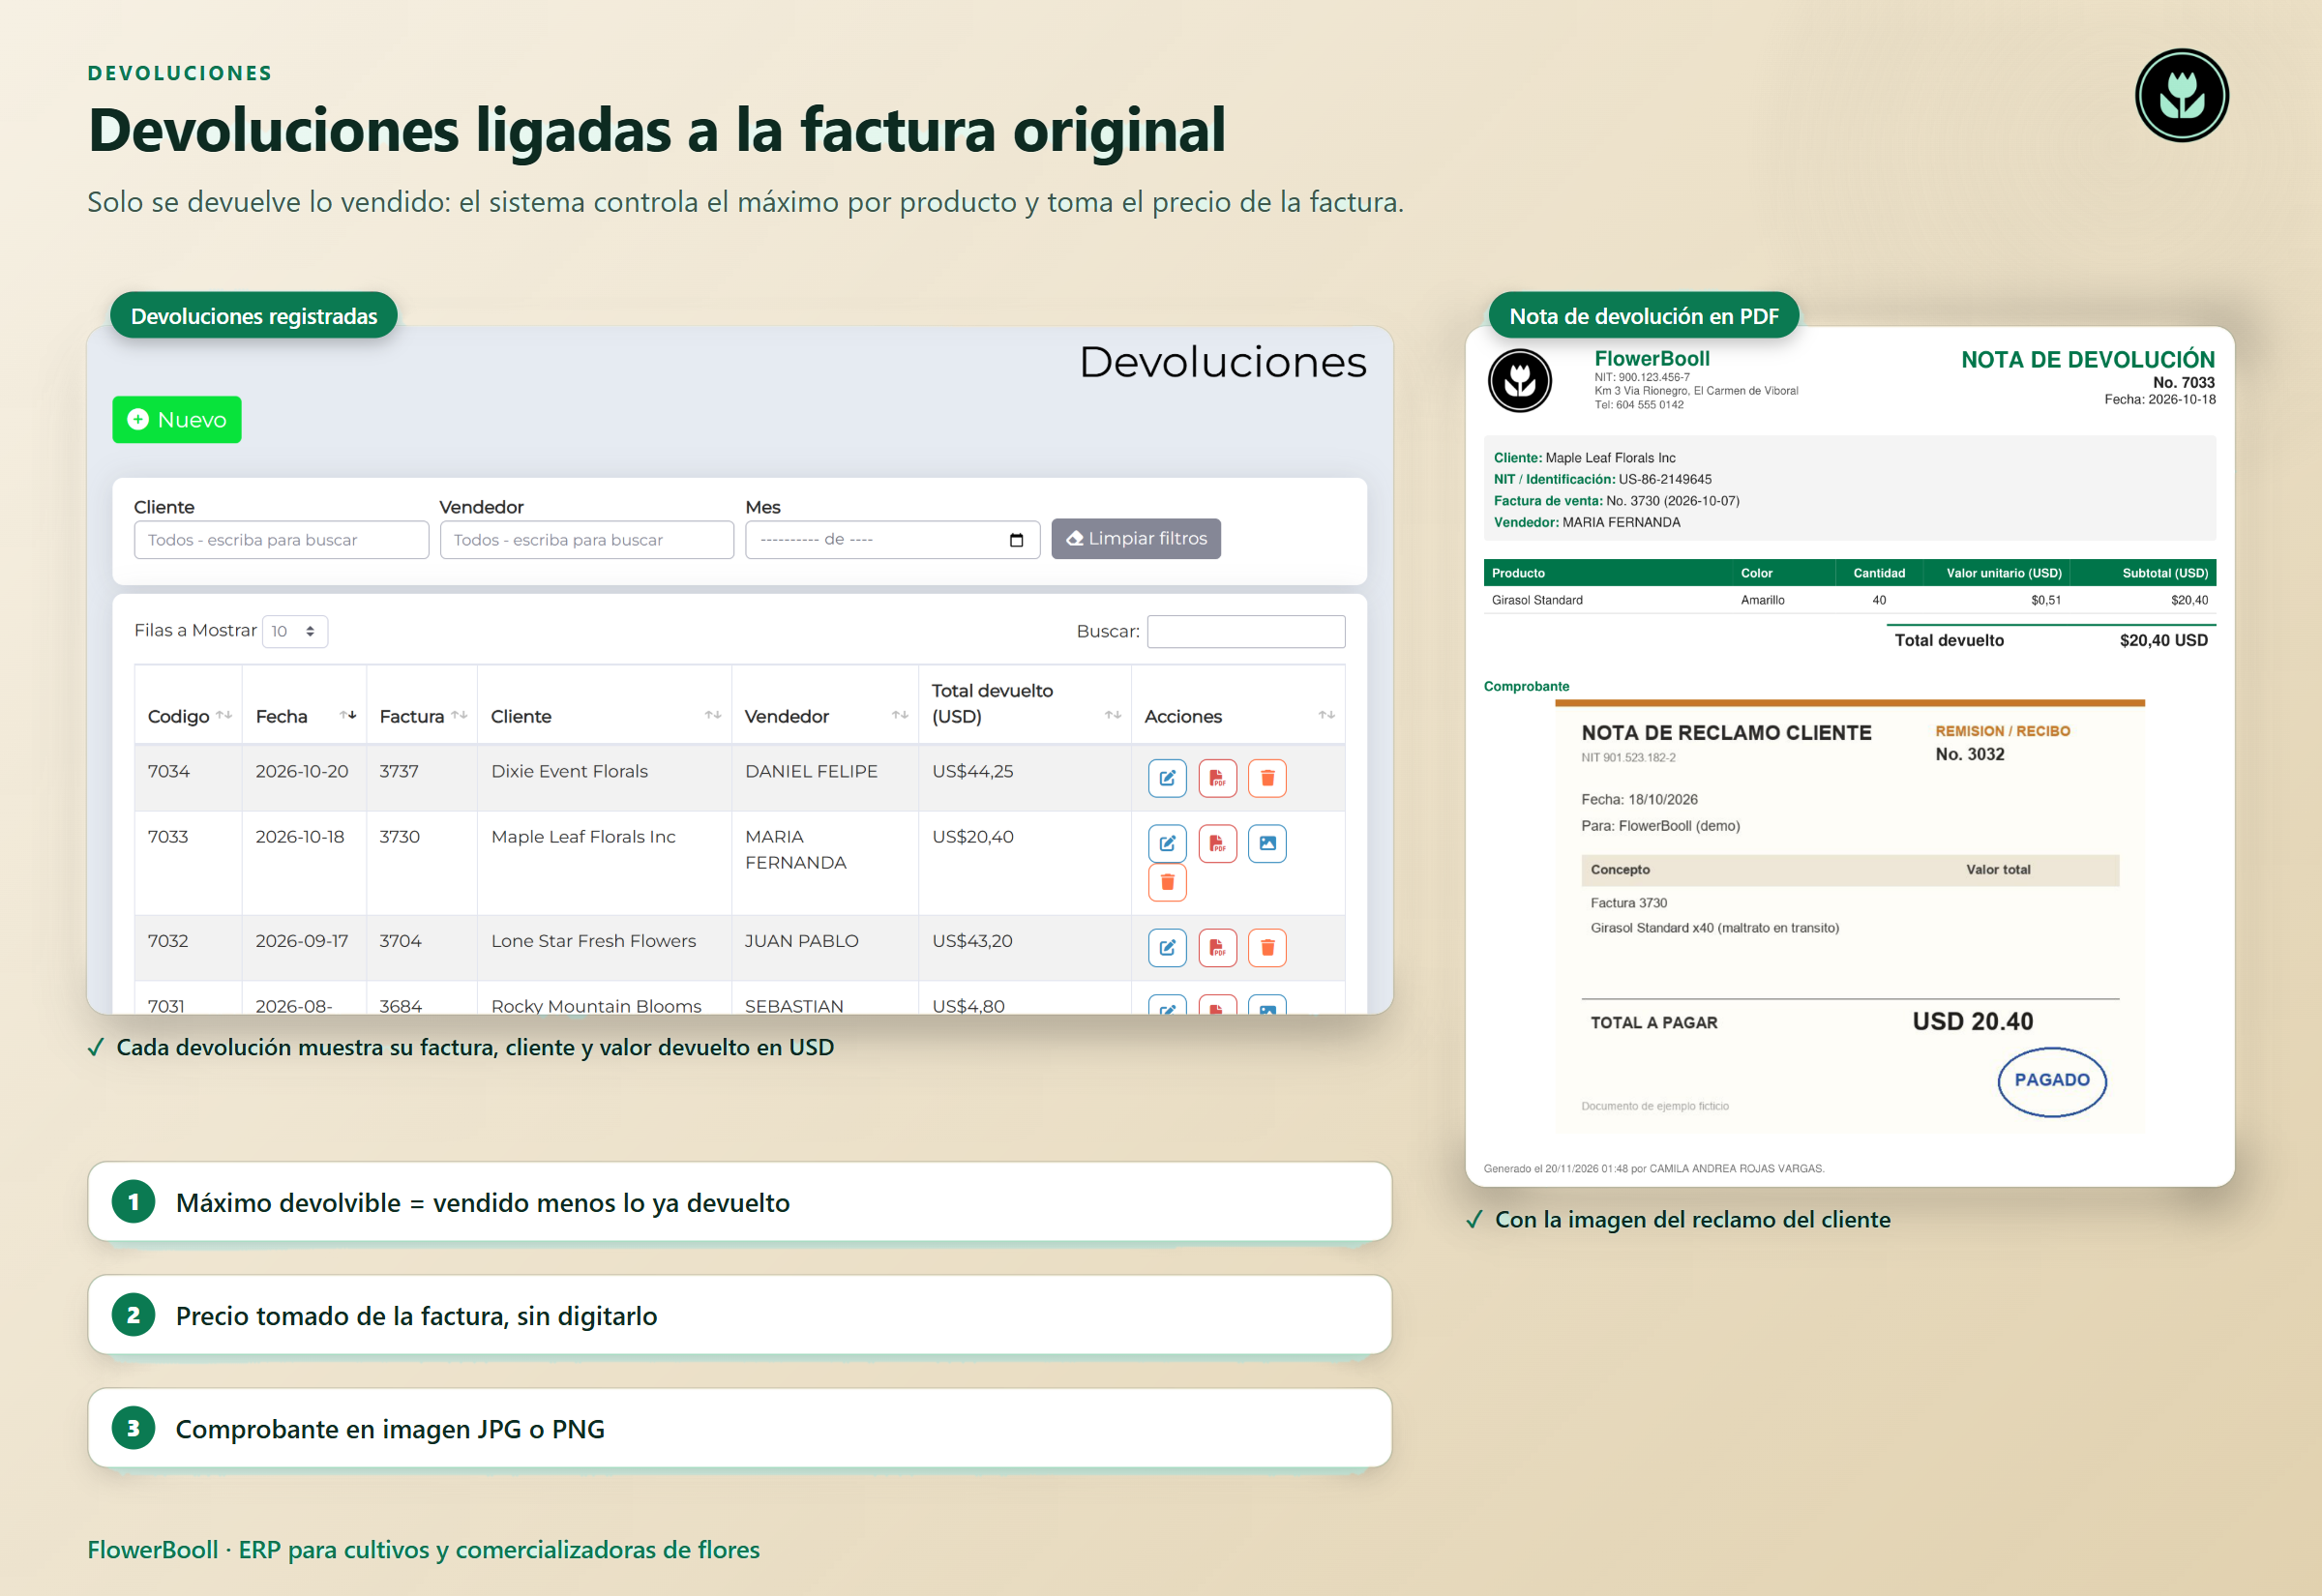 DEVOLUCIONES
Devoluciones ligadas a la factura original
Solo se devuelve lo vendido: el sistema controla el máximo por producto y toma el precio de la factura.
Devoluciones registradas
Devoluciones
Nuevo
Cliente Vendedor Mes
Todos - escriba para buscar Todos - escriba para buscar ---------- de ---- Limpiar filtros
Filas a Mostrar 10 Buscar:
Codigo Fecha Factura Cliente Vendedor Total devuelto (USD) Acciones
7034 2026-10-20 3737 Dixie Event Florals DANIEL FELIPE US$44,25 PDF
7033 2026-10-18 3730 Maple Leaf Florals Inc MARIA FERNANDA US$20,40 PDF
7032 2026-09-17 3704 Lone Star Fresh Flowers JUAN PABLO US$43,20 PDF
7031 2026-08- 3684 Rocky Mountain Blooms SEBASTIAN US$4,80
✓ Cada devolución muestra su factura, cliente y valor devuelto en USD
1 Máximo devolvible = vendido menos lo ya devuelto
2 Precio tomado de la factura, sin digitarlo
3 Comprobante en imagen JPG o PNG
Nota de devolución en PDF
FlowerBooll
NIT: 900.123.456-7
Km 3 Via Rionegro, El Carmen de Viboral
Tel: 604 555 0142
NOTA DE DEVOLUCIÓN
No. 7033
Fecha: 2026-10-18
Cliente: Maple Leaf Florals Inc
NIT / Identificación: US-86-2149645
Factura de venta: No. 3730 (2026-10-07)
Vendedor: MARIA FERNANDA
Producto Color Cantidad Valor unitario (USD) Subtotal (USD)
Girasol Standard Amarillo 40 $0,51 $20,40
Total devuelto $20,40 USD
Comprobante
NOTA DE RECLAMO CLIENTE
NIT 901.523.182-2
REMISION / RECIBO
No. 3032
Fecha: 18/10/2026
Para: FlowerBooll (demo)
Concepto Valor total
Factura 3730
Girasol Standard x40 (maltrato en transito)
TOTAL A PAGAR USD 20.40
PAGADO
Documento de ejemplo ficticio
Generado el 20/11/2026 01:48 por CAMILA ANDREA ROJAS VARGAS.
✓ Con la imagen del reclamo del cliente
FlowerBooll · ERP para cultivos y comercializadoras de flores